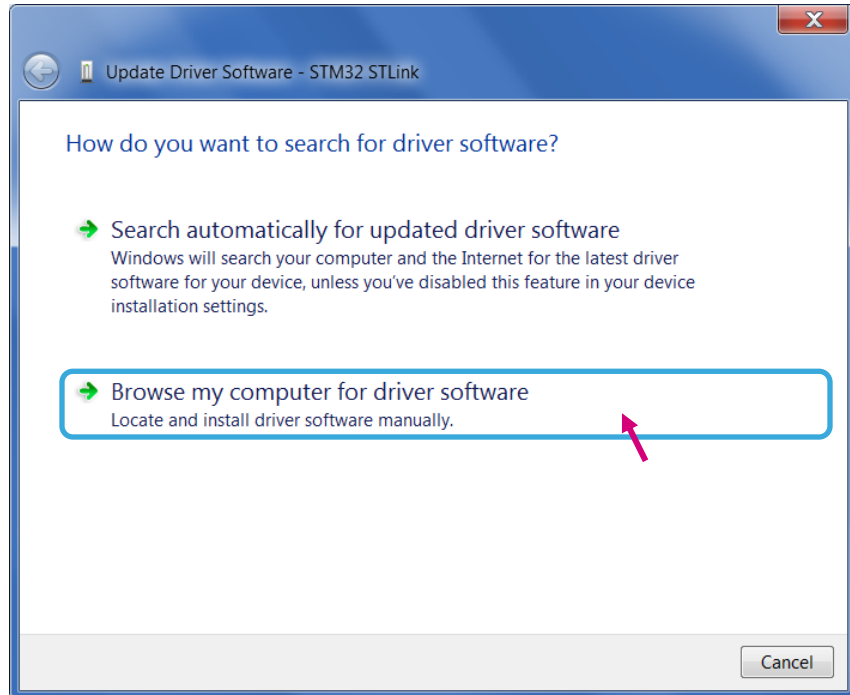 X
Update Driver Software - STM32 STLink
How do you want to search for driver software?
Search automatically for updated driver software
Windows will search your computer and the Internet for the latest driver
software for your device, unless you've disabled this feature in your device
installation settings.
Browse my computer for driver software
Locate and install driver software manually.
Cancel